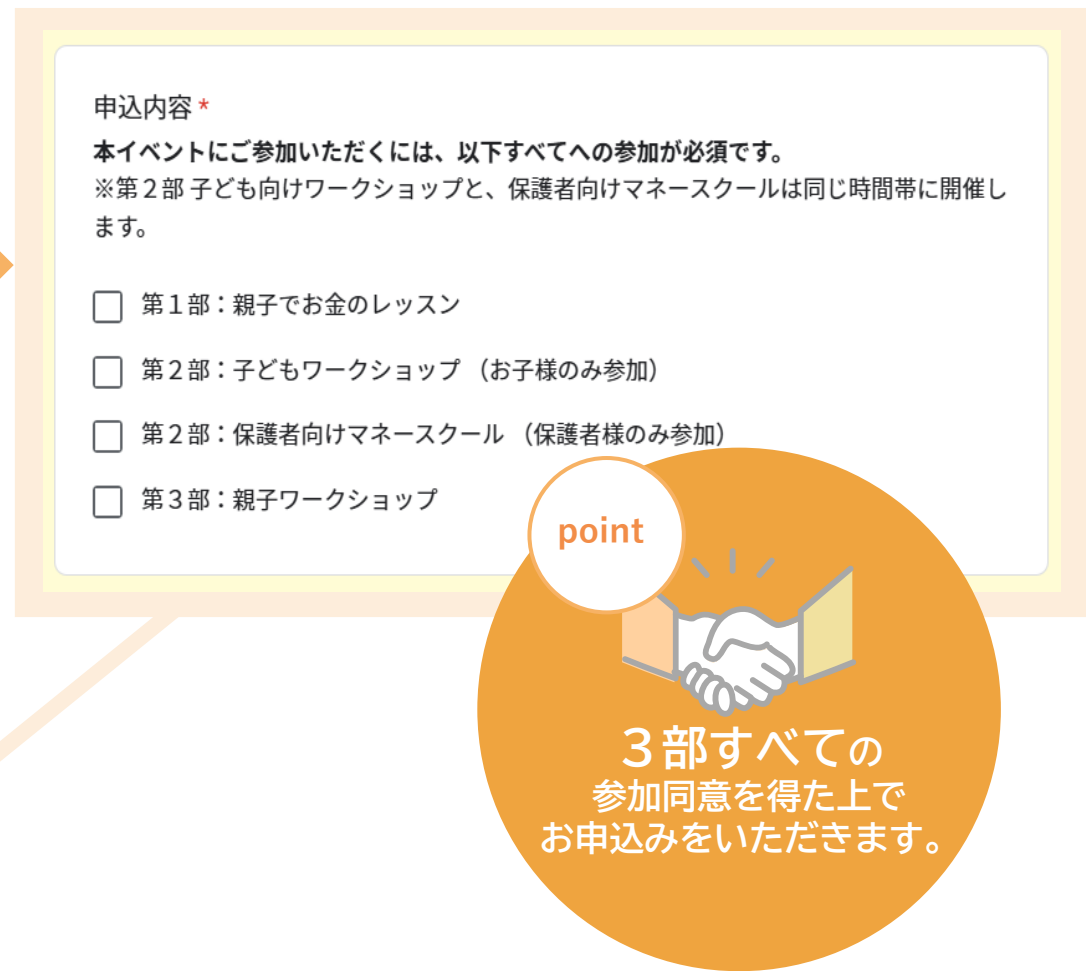 申込内容 *
本イベントにご参加いただくには、以下すべてへの参加が必須です。
※第２部 子ども向けワークショップと、保護者向けマネースクールは同じ時間帯に開催し
ます。
第１部：親子でお金のレッスン
第２部：子どもワークショップ （お子様のみ参加）
第２部：保護者向けマネースクール （保護者様のみ参加）
第３部：親子ワークショップ
point
３部すべての
参加同意を得た上で
お申込みをいただきます。